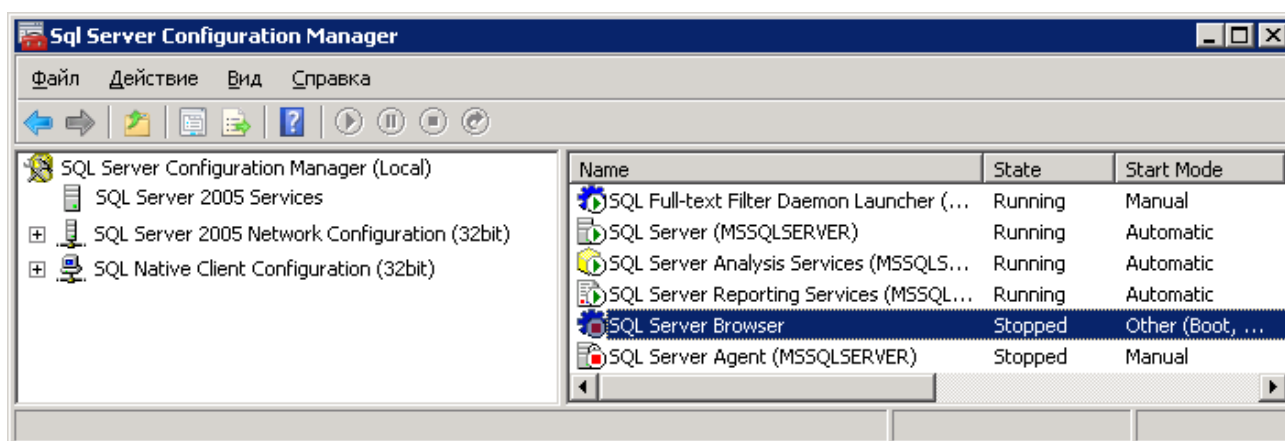 Sql Server Configuration Manager
Файл Действие Вид Справка
SQL Server Configuration Manager (Local)
SQL Server 2005 Services
SQL Server 2005 Network Configuration (32bit)
SQL Native Client Configuration (32bit)
Name State Start Mode
SQL Full-text Filter Daemon Launcher (... Running Manual
SQL Server (MSSQLSERVER) Running Automatic
SQL Server Analysis Services (MSSQLS... Running Automatic
SQL Server Reporting Services (MSSQL... Running Automatic
SQL Server Browser Stopped Other (Boot, ...
SQL Server Agent (MSSQLSERVER) Stopped Manual